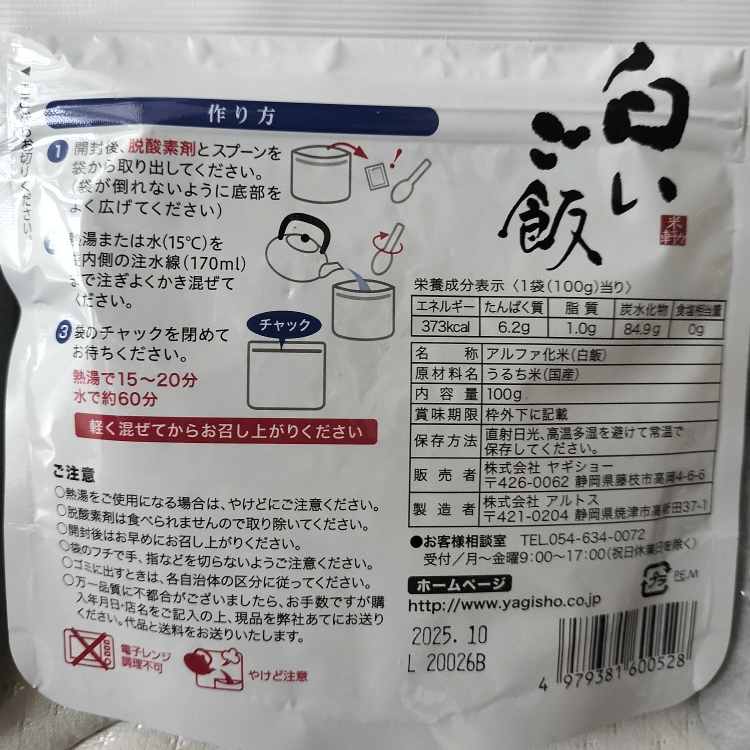 白い
ご飯
▲ここからお切りください。
作り方
1 開封後、脱酸素剤とスプーンを
袋から取り出してください。
(袋が倒れないように底部を
よく広げてください)
熱湯または水(15℃)を
内側の注水線(170ml)
まで注ぎよくかき混ぜて
ください。
3 袋のチャックを閉めて
お待ちください。
チャック
熱湯で15〜20分
水で約60分
軽く混ぜてからお召し上がりください
ご注意
○熱湯をご使用になる場合は、やけどにご注意ください。
○脱酸素剤は食べられませんので取り除いてください。
○開封後はお早めにお召し上がりください。
○袋のフチで手、指などを切らないようご注意ください。
○ゴミに出すときは、各自治体の区分に従ってください。
○万一品質に不都合がございましたら、お手数ですが購
入年月日・店名をご記入の上、現品を弊社あてにお送り
ください。代品と送料をお送りいたします。
電子レンジ
調理不可
やけど注意
栄養成分表示〈1袋(100g)当り〉
エネルギー たんぱく質 脂質 炭水化物 食塩相当量
373kcal 6.2g 1.0g 84.9g 0g
名称 アルファ化米(白飯)
原材料名 うるち米(国産)
内容量 100g
賞味期限 枠外下に記載
保存方法 直射日光、高温多湿を避けて常温で
保存してください。
販売者 株式会社 ヤギショー
〒426-0062 静岡県藤枝市高岡4-6-6
製造者 株式会社 アルトス
〒421-0204 静岡県焼津市高新田37-1
●お客様相談室 TEL.054-634-0072
受付/月〜金曜9:00〜17:00(祝日休業日を除く)
ホームページ
http://www.yagisho.co.jp
プラ
PE,M
2025.10
L 20026B
4 979381 600528